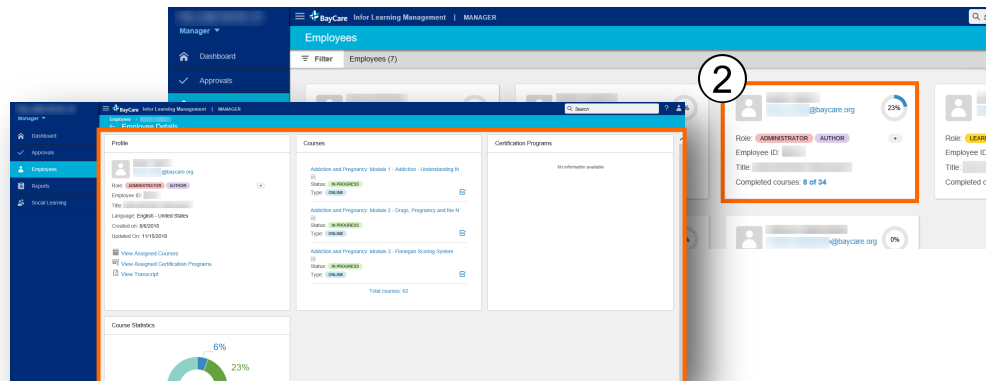 BayCare Infor Learning Management | MANAGER
Manager
Employees
Dashboard
Filter Employees (7)
Approvals
2
@baycare.org
23%
Role: ADMINISTRATOR AUTHOR +
Employee ID:
Title:
Completed courses: 8 of 34
Role:
Employee ID
Title:
Completed c
@baycare.org
0%
BayCare Infor Learning Management | MANAGER
Search
?
Manager
Employees
Employee Details
Dashboard
Approvals
Employees
Reports
Social Learning
Profile
@baycare.org
Role: ADMINISTRATOR AUTHOR +
Employee ID:
Title:
Language: English - United States
Created on: 8/6/2018
Updated On: 11/15/2018
View Assigned Courses
View Assigned Certification Programs
View Transcript
Courses
Addiction and Pregnancy: Module 1 - Addiction - Understanding th
Status: IN PROGRESS
Type: ONLINE
Addiction and Pregnancy: Module 2 - Drugs, Pregnancy and the N
Status: IN PROGRESS
Type: ONLINE
Addiction and Pregnancy: Module 3 - Finnegan Scoring System
Status: IN PROGRESS
Type: ONLINE
Total courses: 62
Certification Programs
No information available
Course Statistics
6%
23%